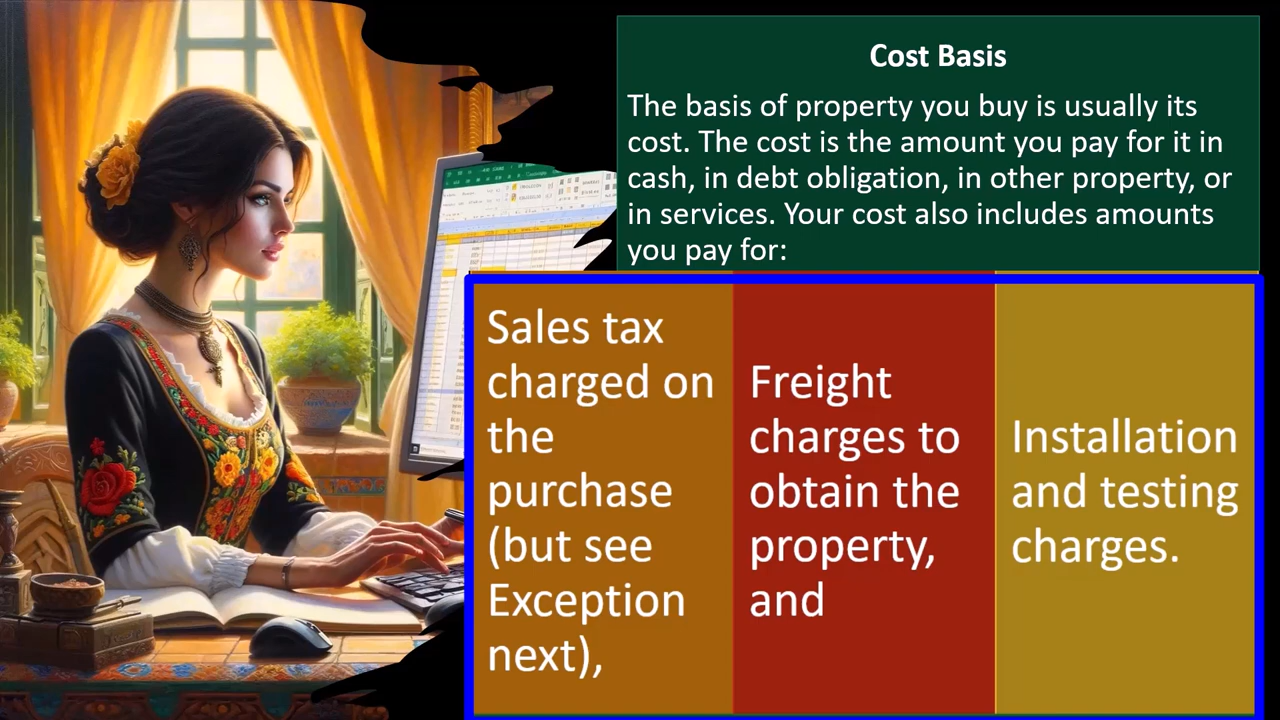 Cost Basis
The basis of property you buy is usually its
cost. The cost is the amount you pay for it in
cash, in debt obligation, in other property, or
in services. Your cost also includes amounts
you pay for:
Sales tax
charged on
the
purchase
(but see
Exception
next),
Freight
charges to
obtain the
property,
and
Installation
and testing
charges.